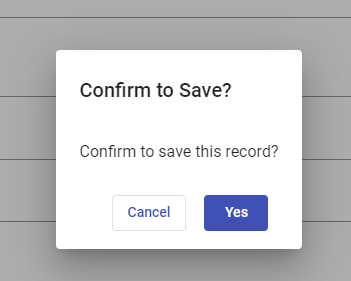 Confirm to Save?
Confirm to save this record?
Cancel Yes